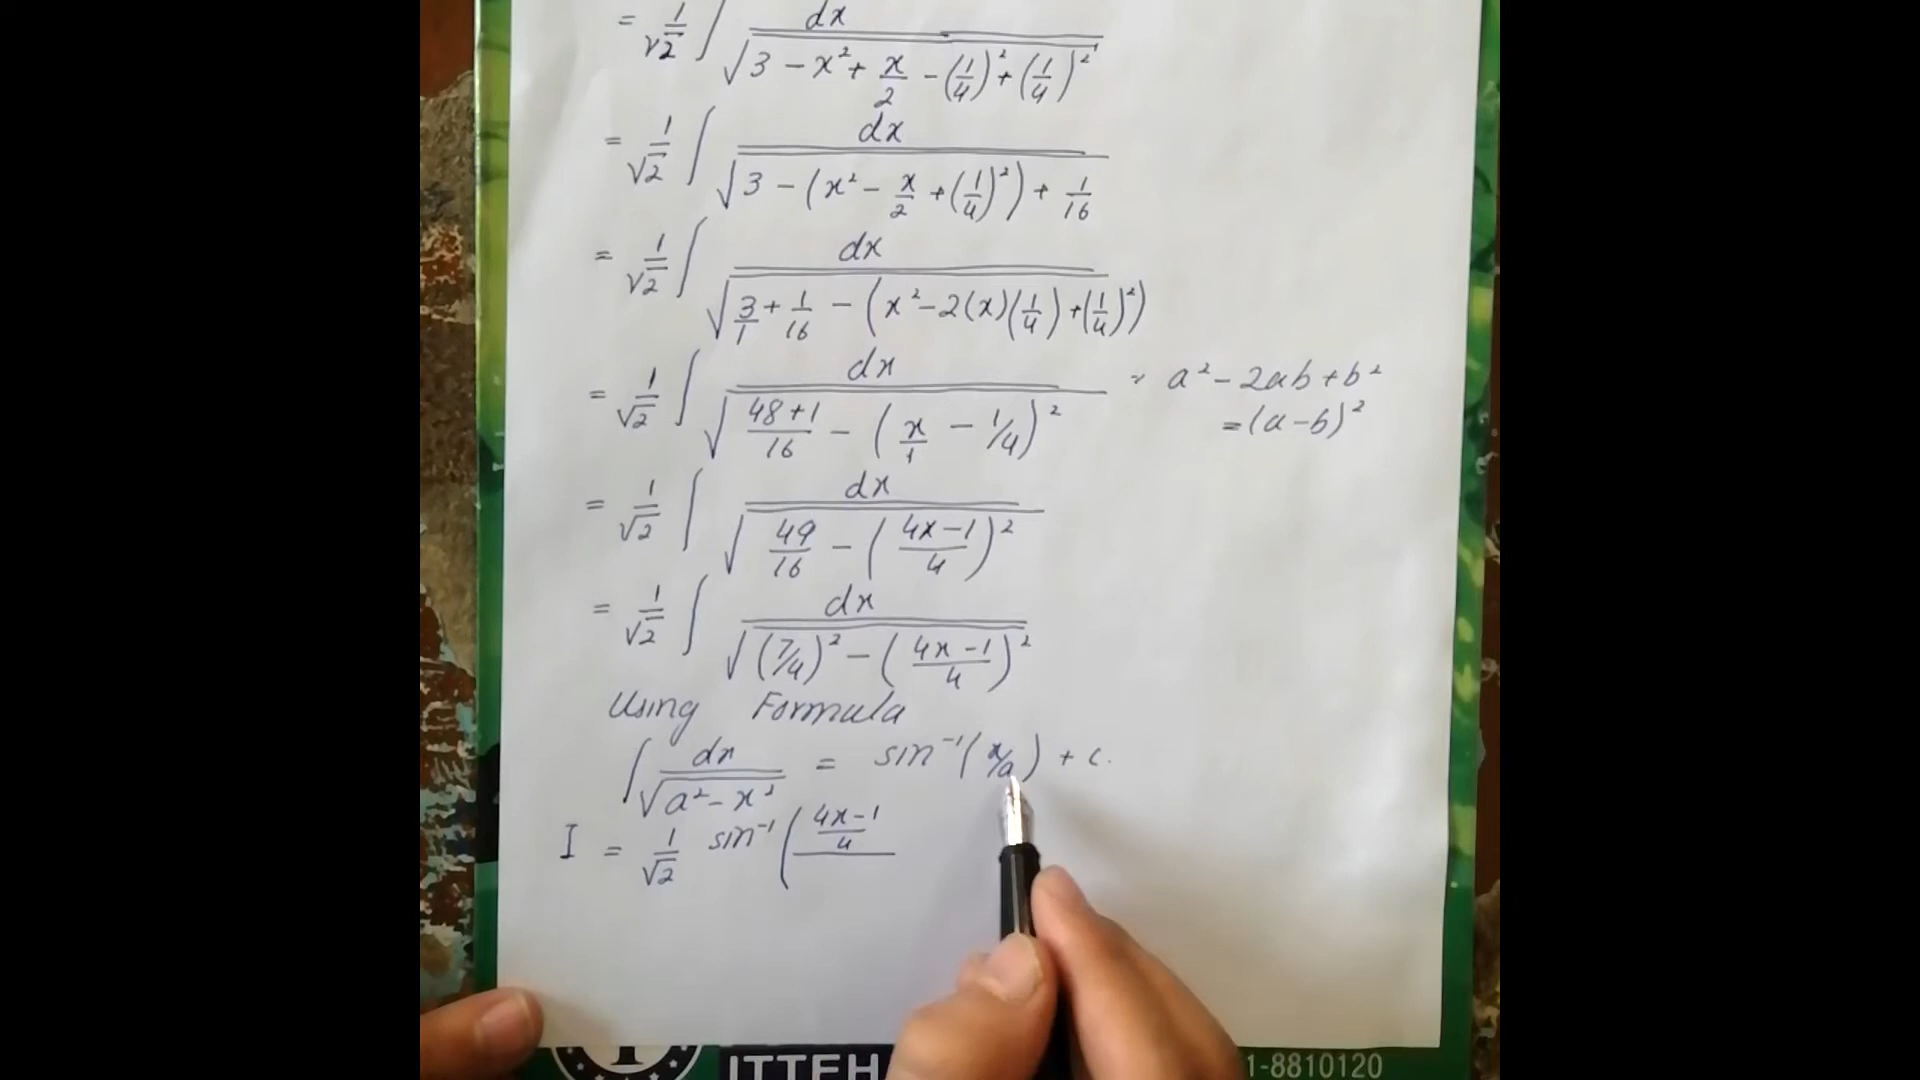 = 1/√2 ∫ dx / √(3 - x² + x/2 - (1/4)² + (1/4)²)
= 1/√2 ∫ dx / √(3 - (x² - x/2 + (1/4)²) + 1/16)
= 1/√2 ∫ dx / √(3/1 + 1/16 - (x² - 2(x)(1/4) + (1/4)²))
= 1/√2 ∫ dx / √((48+1)/16 - (x/1 - 1/4)²) ∵ a² - 2ab + b²
= (a-b)²
= 1/√2 ∫ dx / √(49/16 - ((4x-1)/4)²)
= 1/√2 ∫ dx / √((7/4)² - ((4x-1)/4)²)
Using Formula
∫ dx / √(a² - x²) = sin⁻¹(x/a) + c.
I = 1/√2 sin⁻¹( (4x-1)/4 /
ITTEH 1-8810120